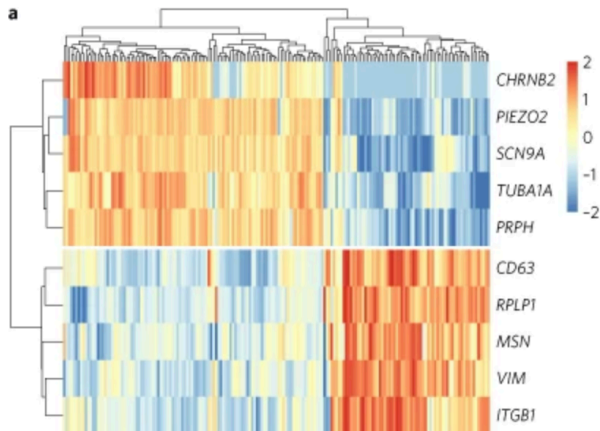 a
CHRNB2
PIEZO2
SCN9A
TUBA1A
PRPH
CD63
RPLP1
MSN
VIM
ITGB1
2
1
0
-1
-2